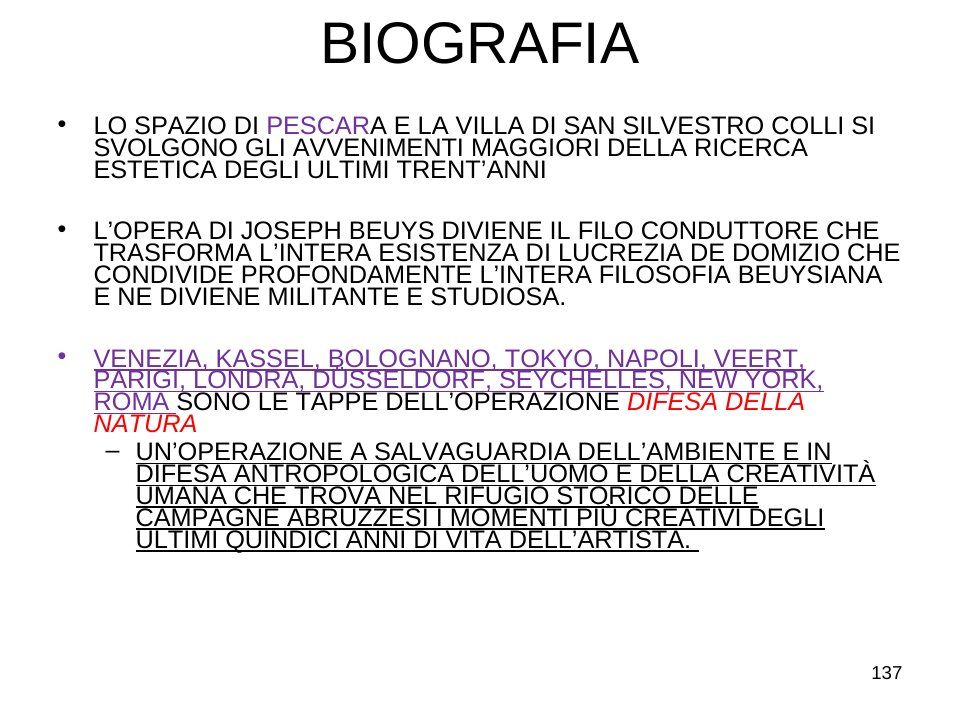 BIOGRAFIA
• LO SPAZIO DI PESCARA E LA VILLA DI SAN SILVESTRO COLLI SI
SVOLGONO GLI AVVENIMENTI MAGGIORI DELLA RICERCA
ESTETICA DEGLI ULTIMI TRENT’ANNI
• L’OPERA DI JOSEPH BEUYS DIVIENE IL FILO CONDUTTORE CHE
TRASFORMA L’INTERA ESISTENZA DI LUCREZIA DE DOMIZIO CHE
CONDIVIDE PROFONDAMENTE L’INTERA FILOSOFIA BEUYSIANA
E NE DIVIENE MILITANTE E STUDIOSA.
• VENEZIA, KASSEL, BOLOGNANO, TOKYO, NAPOLI, VEERT,
PARIGI, LONDRA, DÜSSELDORF, SEYCHELLES, NEW YORK,
ROMA SONO LE TAPPE DELL’OPERAZIONE DIFESA DELLA
NATURA
– UN’OPERAZIONE A SALVAGUARDIA DELL’AMBIENTE E IN
DIFESA ANTROPOLOGICA DELL’UOMO E DELLA CREATIVITÀ
UMANA CHE TROVA NEL RIFUGIO STORICO DELLE
CAMPAGNE ABRUZZESI I MOMENTI PIÙ CREATIVI DEGLI
ULTIMI QUINDICI ANNI DI VITA DELL’ARTISTA.
137